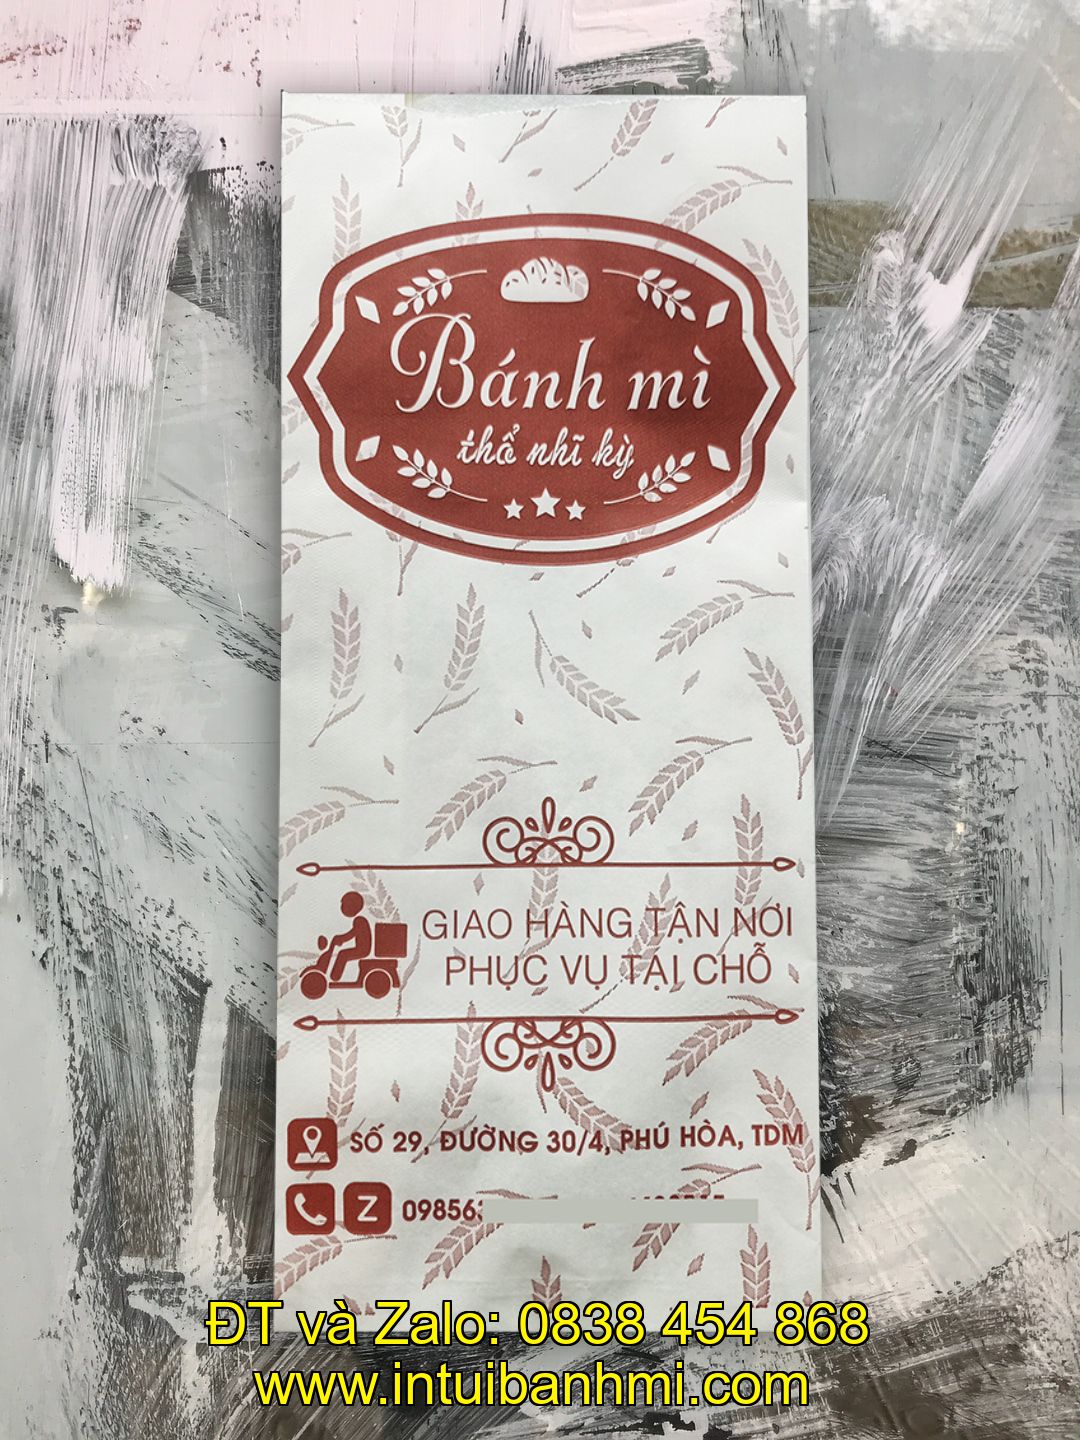 Bánh mì
thổ nhĩ kỳ
GIAO HÀNG TẬN NƠI
PHỤC VỤ TẠI CHỖ
SỐ 29, ĐƯỜNG 30/4, PHÚ HÒA, TDM
Z 09856
ĐT và Zalo: 0838 454 868
www.intuibanhmi.com